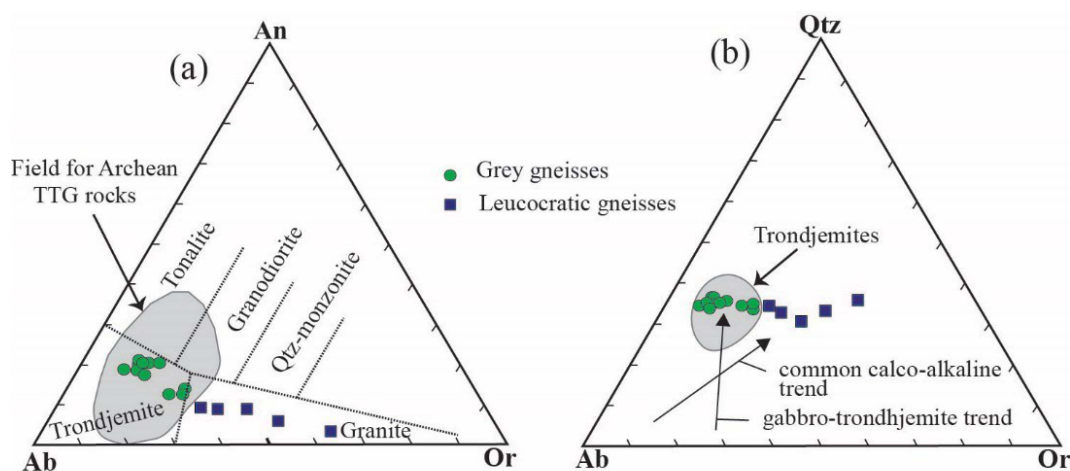 An
(a)
Field for Archean
TTG rocks
Tonalite
Granodiorite
Qtz-monzonite
Trondjemite
Granite
Ab
Or
Grey gneisses
Leucocratic gneisses
Qtz
(b)
Trondjemites
common calco-alkaline
trend
gabbro-trondhjemite trend
Ab
Or